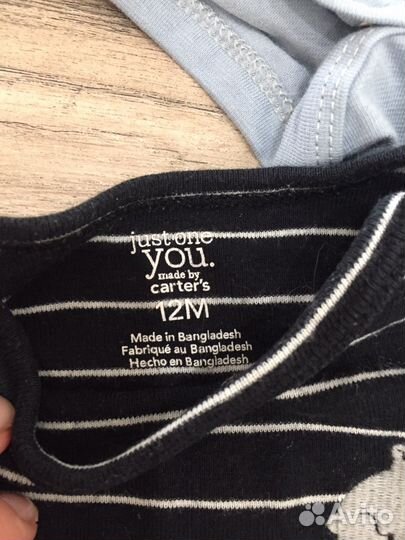 just one
you.
made by
carter's
12M
Made in Bangladesh
Fabriqué au Bangladesh
Hecho en Bangladesh
Avito